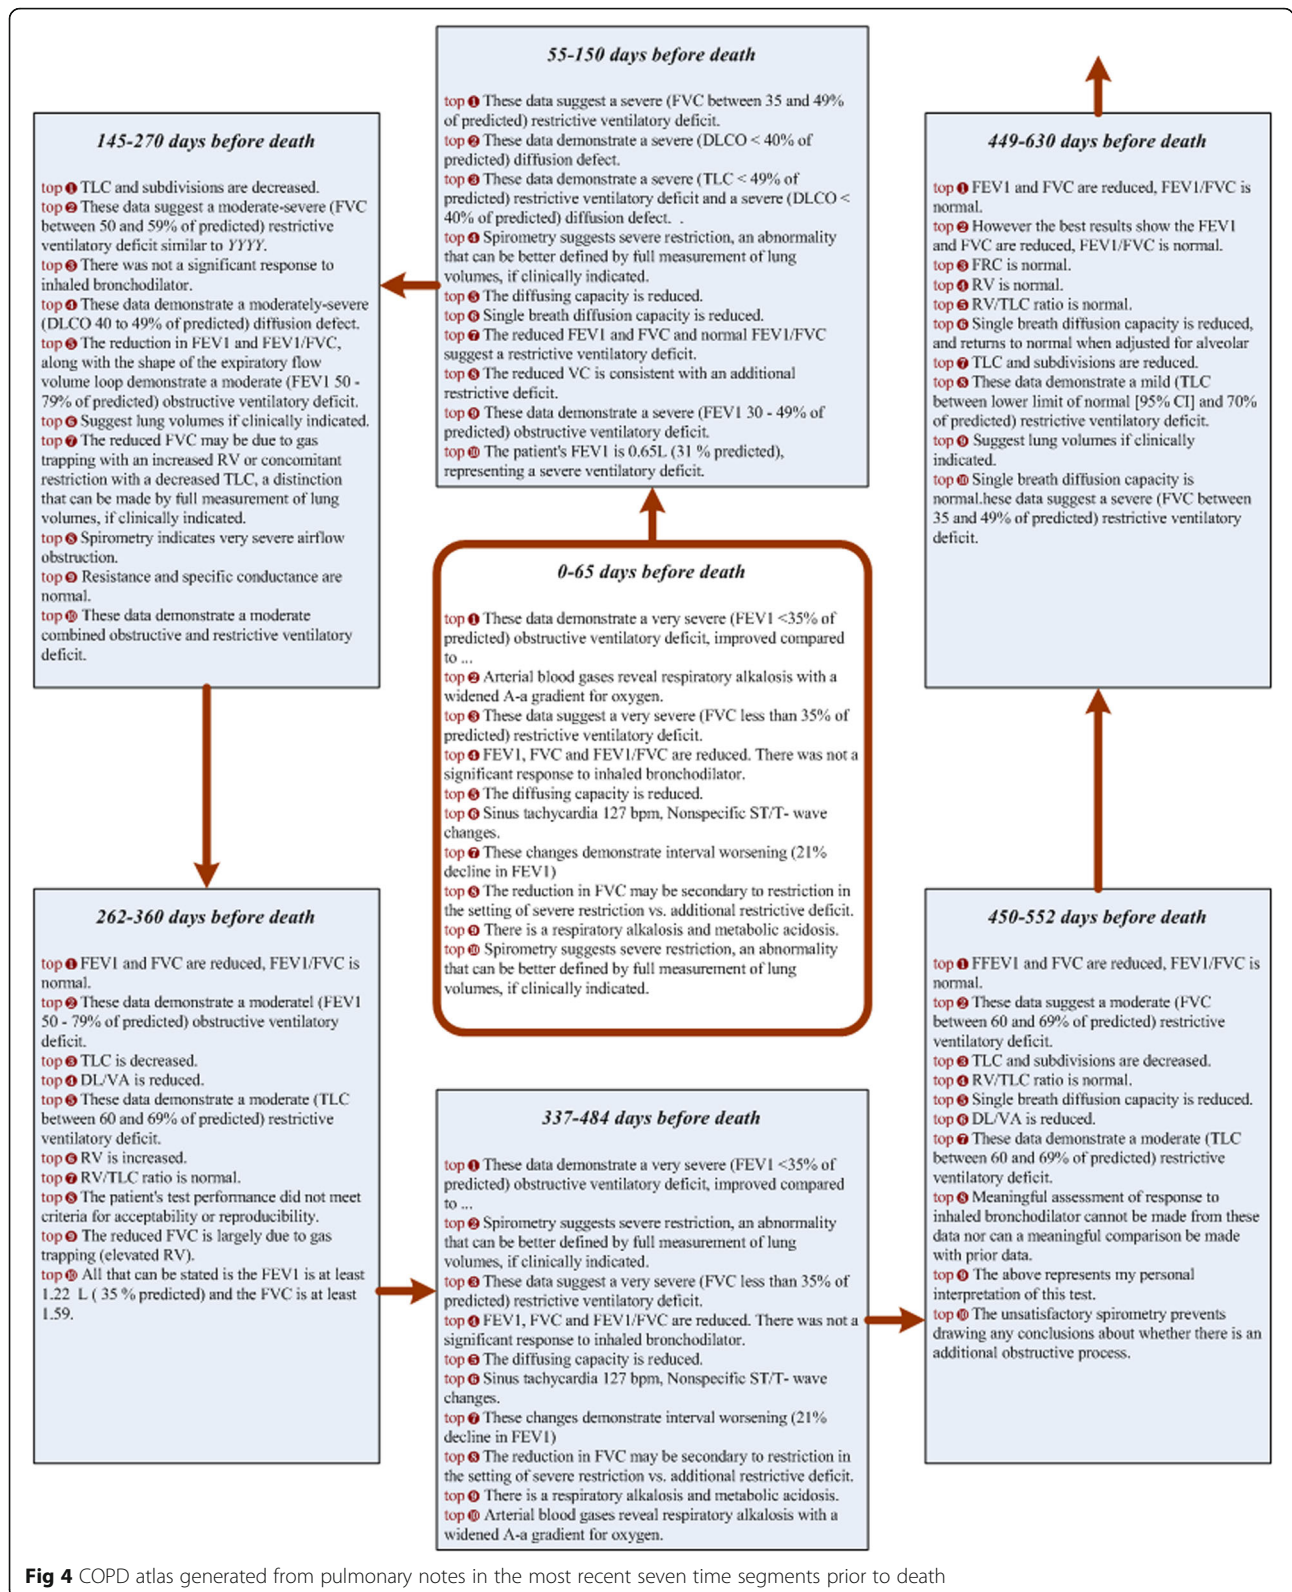 55-150 days before death
top ❶ These data suggest a severe (FVC between 35 and 49%
of predicted) restrictive ventilatory deficit.
top ❷ These data demonstrate a severe (DLCO < 40% of
predicted) diffusion defect.
top ❸ These data demonstrate a severe (TLC < 49% of
predicted) restrictive ventilatory deficit and a severe (DLCO <
40% of predicted) diffusion defect. .
top ❹ Spirometry suggests severe restriction, an abnormality
that can be better defined by full measurement of lung
volumes, if clinically indicated.
top ❺ The diffusing capacity is reduced.
top ❻ Single breath diffusion capacity is reduced.
top ❼ The reduced FEV1 and FVC and normal FEV1/FVC
suggest a restrictive ventilatory deficit.
top ❽ The reduced VC is consistent with an additional
restrictive deficit.
top ❾ These data demonstrate a severe (FEV1 30 - 49% of
predicted) obstructive ventilatory deficit.
top ❿ The patient's FEV1 is 0.65L (31 % predicted),
representing a severe ventilatory deficit.
145-270 days before death
top ❶ TLC and subdivisions are decreased.
top ❷ These data suggest a moderate-severe (FVC
between 50 and 59% of predicted) restrictive
ventilatory deficit similar to YYYY.
top ❸ There was not a significant response to
inhaled bronchodilator.
top ❹ These data demonstrate a moderately-severe
(DLCO 40 to 49% of predicted) diffusion defect.
top ❺ The reduction in FEV1 and FEV1/FVC,
along with the shape of the expiratory flow
volume loop demonstrate a moderate (FEV1 50 -
79% of predicted) obstructive ventilatory deficit.
top ❻ Suggest lung volumes if clinically indicated.
top ❼ The reduced FVC may be due to gas
trapping with an increased RV or concomitant
restriction with a decreased TLC, a distinction
that can be made by full measurement of lung
volumes, if clinically indicated.
top ❽ Spirometry indicates very severe airflow
obstruction.
top ❾ Resistance and specific conductance are
normal.
top ❿ These data demonstrate a moderate
combined obstructive and restrictive ventilatory
deficit.
449-630 days before death
top ❶ FEV1 and FVC are reduced, FEV1/FVC is
normal.
top ❷ However the best results show the FEV1
and FVC are reduced, FEV1/FVC is normal.
top ❸ FRC is normal.
top ❹ RV is normal.
top ❺ RV/TLC ratio is normal.
top ❻ Single breath diffusion capacity is reduced,
and returns to normal when adjusted for alveolar
top ❼ TLC and subdivisions are reduced.
top ❽ These data demonstrate a mild (TLC
between lower limit of normal [95% CI] and 70%
of predicted) restrictive ventilatory deficit.
top ❾ Suggest lung volumes if clinically
indicated.
top ❿ Single breath diffusion capacity is
normal.hese data suggest a severe (FVC between
35 and 49% of predicted) restrictive ventilatory
deficit.
0-65 days before death
top ❶ These data demonstrate a very severe (FEV1 <35% of
predicted) obstructive ventilatory deficit, improved compared
to ...
top ❷ Arterial blood gases reveal respiratory alkalosis with a
widened A-a gradient for oxygen.
top ❸ These data suggest a very severe (FVC less than 35% of
predicted) restrictive ventilatory deficit.
top ❹ FEV1, FVC and FEV1/FVC are reduced. There was not a
significant response to inhaled bronchodilator.
top ❺ The diffusing capacity is reduced.
top ❻ Sinus tachycardia 127 bpm, Nonspecific ST/T- wave
changes.
top ❼ These changes demonstrate interval worsening (21%
decline in FEV1)
top ❽ The reduction in FVC may be secondary to restriction in
the setting of severe restriction vs. additional restrictive deficit.
top ❾ There is a respiratory alkalosis and metabolic acidosis.
top ❿ Spirometry suggests severe restriction, an abnormality
that can be better defined by full measurement of lung
volumes, if clinically indicated.
262-360 days before death
top ❶ FEV1 and FVC are reduced, FEV1/FVC is
normal.
top ❷ These data demonstrate a moderatel (FEV1
50 - 79% of predicted) obstructive ventilatory
deficit.
top ❸ TLC is decreased.
top ❹ DL/VA is reduced.
top ❺ These data demonstrate a moderate (TLC
between 60 and 69% of predicted) restrictive
ventilatory deficit.
top ❻ RV is increased.
top ❼ RV/TLC ratio is normal.
top ❽ The patient's test performance did not meet
criteria for acceptability or reproducibility.
top ❾ The reduced FVC is largely due to gas
trapping (elevated RV).
top ❿ All that can be stated is the FEV1 is at least
1.22 L ( 35 % predicted) and the FVC is at least
1.59.
337-484 days before death
top ❶ These data demonstrate a very severe (FEV1 <35% of
predicted) obstructive ventilatory deficit, improved compared
to ...
top ❷ Spirometry suggests severe restriction, an abnormality
that can be better defined by full measurement of lung
volumes, if clinically indicated.
top ❸ These data suggest a very severe (FVC less than 35% of
predicted) restrictive ventilatory deficit.
top ❹ FEV1, FVC and FEV1/FVC are reduced. There was not a
significant response to inhaled bronchodilator.
top ❺ The diffusing capacity is reduced.
top ❻ Sinus tachycardia 127 bpm, Nonspecific ST/T- wave
changes.
top ❼ These changes demonstrate interval worsening (21%
decline in FEV1)
top ❽ The reduction in FVC may be secondary to restriction in
the setting of severe restriction vs. additional restrictive deficit.
top ❾ There is a respiratory alkalosis and metabolic acidosis.
top ❿ Arterial blood gases reveal respiratory alkalosis with a
widened A-a gradient for oxygen.
450-552 days before death
top ❶ FFEV1 and FVC are reduced, FEV1/FVC is
normal.
top ❷ These data suggest a moderate (FVC
between 60 and 69% of predicted) restrictive
ventilatory deficit.
top ❸ TLC and subdivisions are decreased.
top ❹ RV/TLC ratio is normal.
top ❺ Single breath diffusion capacity is reduced.
top ❻ DL/VA is reduced.
top ❼ These data demonstrate a moderate (TLC
between 60 and 69% of predicted) restrictive
ventilatory deficit.
top ❽ Meaningful assessment of response to
inhaled bronchodilator cannot be made from these
data nor can a meaningful comparison be made
with prior data.
top ❾ The above represents my personal
interpretation of this test.
top ❿ The unsatisfactory spirometry prevents
drawing any conclusions about whether there is an
additional obstructive process.
Fig 4 COPD atlas generated from pulmonary notes in the most recent seven time segments prior to death